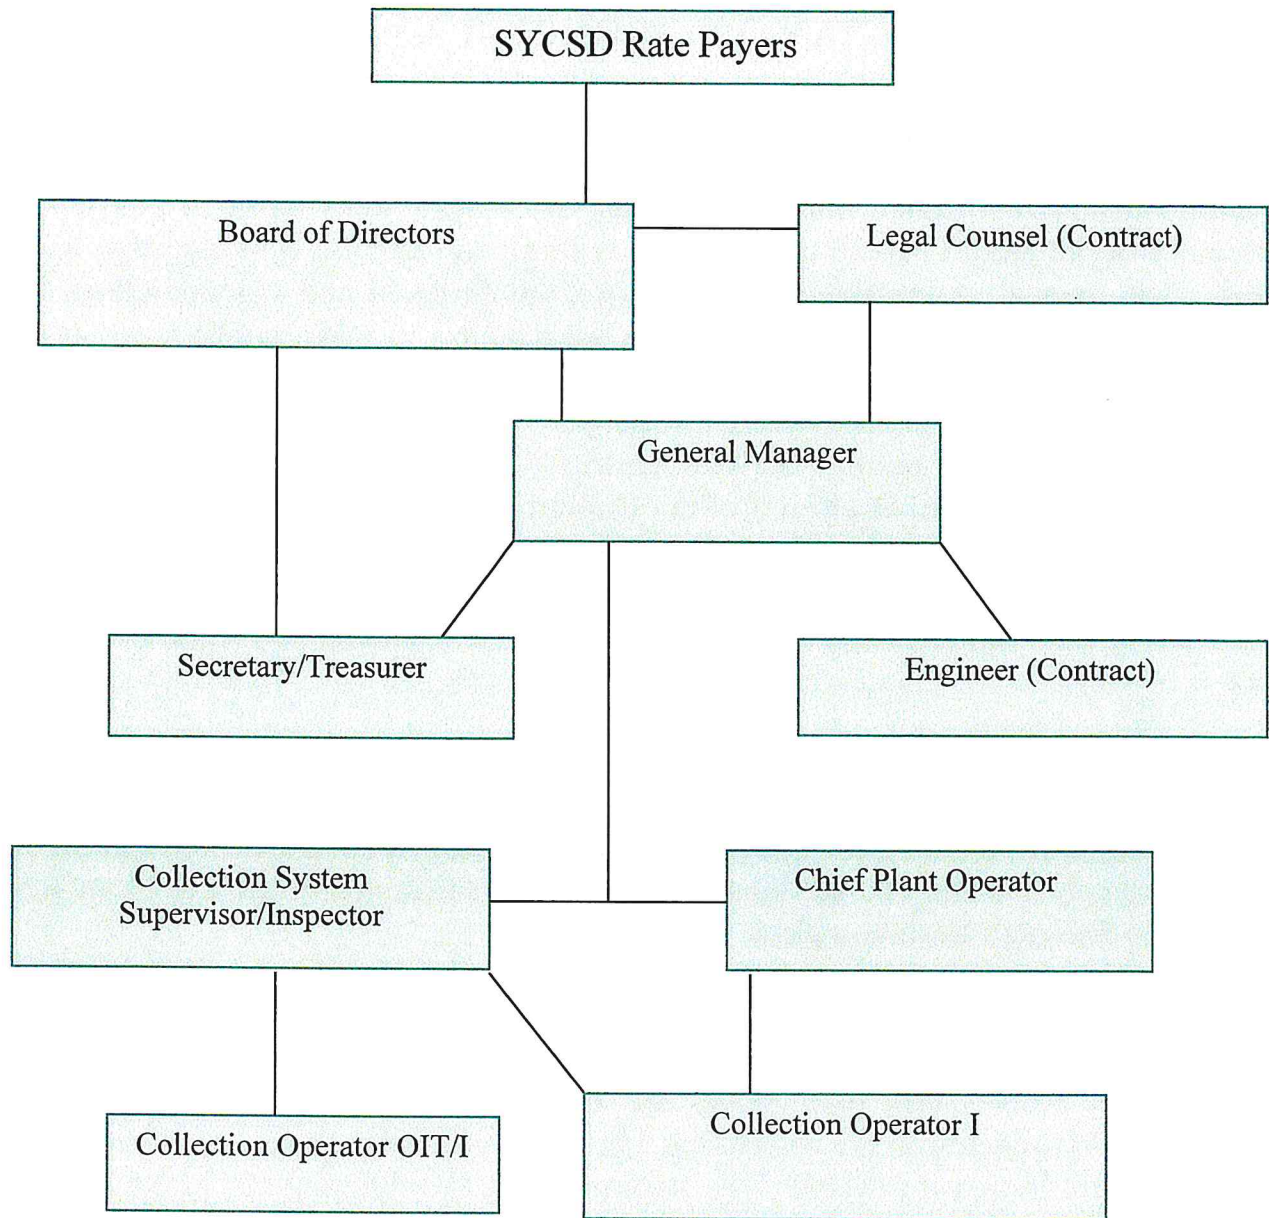 SYCSD Rate Payers
Board of Directors
Legal Counsel (Contract)
General Manager
Secretary/Treasurer
Engineer (Contract)
Collection System
Supervisor/Inspector
Chief Plant Operator
Collection Operator OIT/I
Collection Operator I